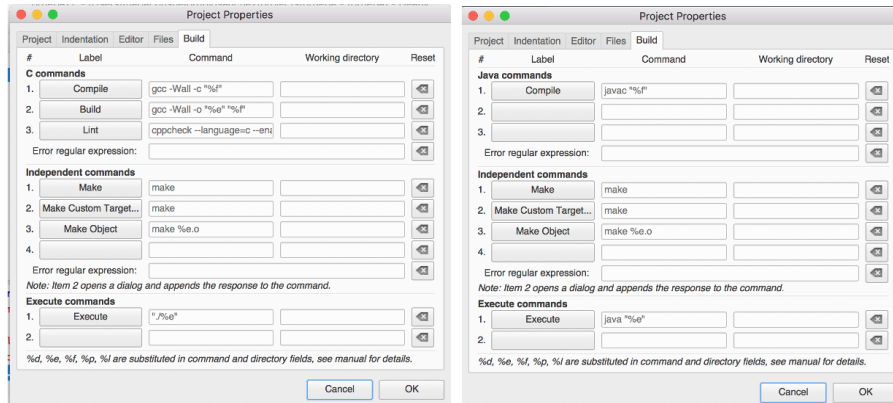 Project Properties
Project Indentation Editor Files Build
# Label Command Working directory Reset
C commands
1. Compile gcc -Wall -c "%f"
2. Build gcc -Wall -o "%e" "%f"
3. Lint cppcheck --language=c --ena
Error regular expression:
Independent commands
1. Make make
2. Make Custom Target... make
3. Make Object make %e.o
4.
Error regular expression:
Note: Item 2 opens a dialog and appends the response to the command.
Execute commands
1. Execute "./%e"
2.
%d, %e, %f, %p, %l are substituted in command and directory fields, see manual for details.
Cancel OK
Project Properties
Project Indentation Editor Files Build
# Label Command Working directory Reset
Java commands
1. Compile javac "%f"
2.
3.
Error regular expression:
Independent commands
1. Make make
2. Make Custom Target... make
3. Make Object make %e.o
4.
Error regular expression:
Note: Item 2 opens a dialog and appends the response to the command.
Execute commands
1. Execute java "%e"
2.
%d, %e, %f, %p, %l are substituted in command and directory fields, see manual for details.
Cancel OK